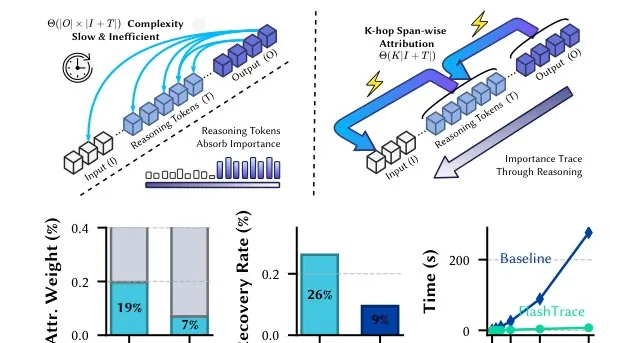 Θ(|O| × |I + T|) Complexity
Slow & Inefficient
Output (O)
Reasoning Tokens (T)
Input (I)
Reasoning Tokens
Absorb Importance
K-hop Span-wise
Attribution
Θ(K|I + T|)
Output (O)
Reasoning Tokens (T)
Input (I)
Importance Trace
Through Reasoning
Attr. Weight (%)
0.4
0.2
0.0
19%
7%
Recovery Rate (%)
0.2
0.0
26%
9%
Time (s)
200
0
Baseline
FlashTrace